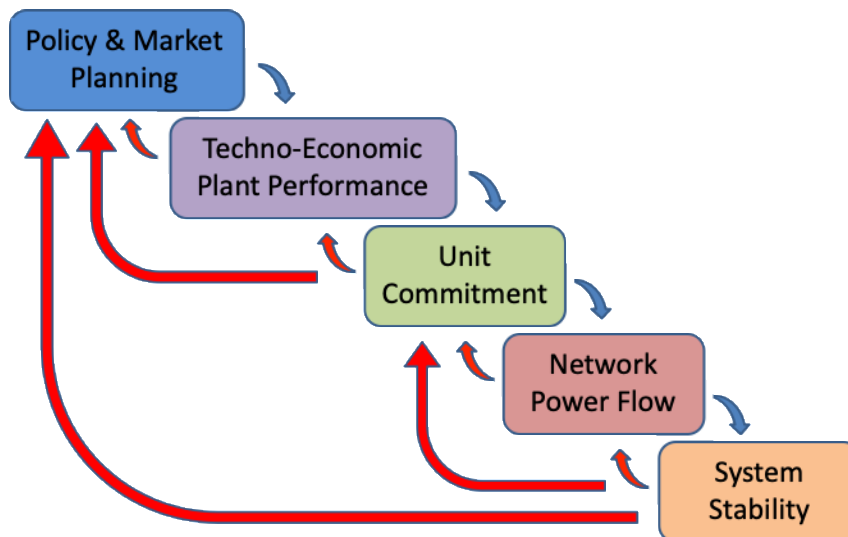 Policy & Market
Planning
Techno-Economic
Plant Performance
Unit
Commitment
Network
Power Flow
System
Stability